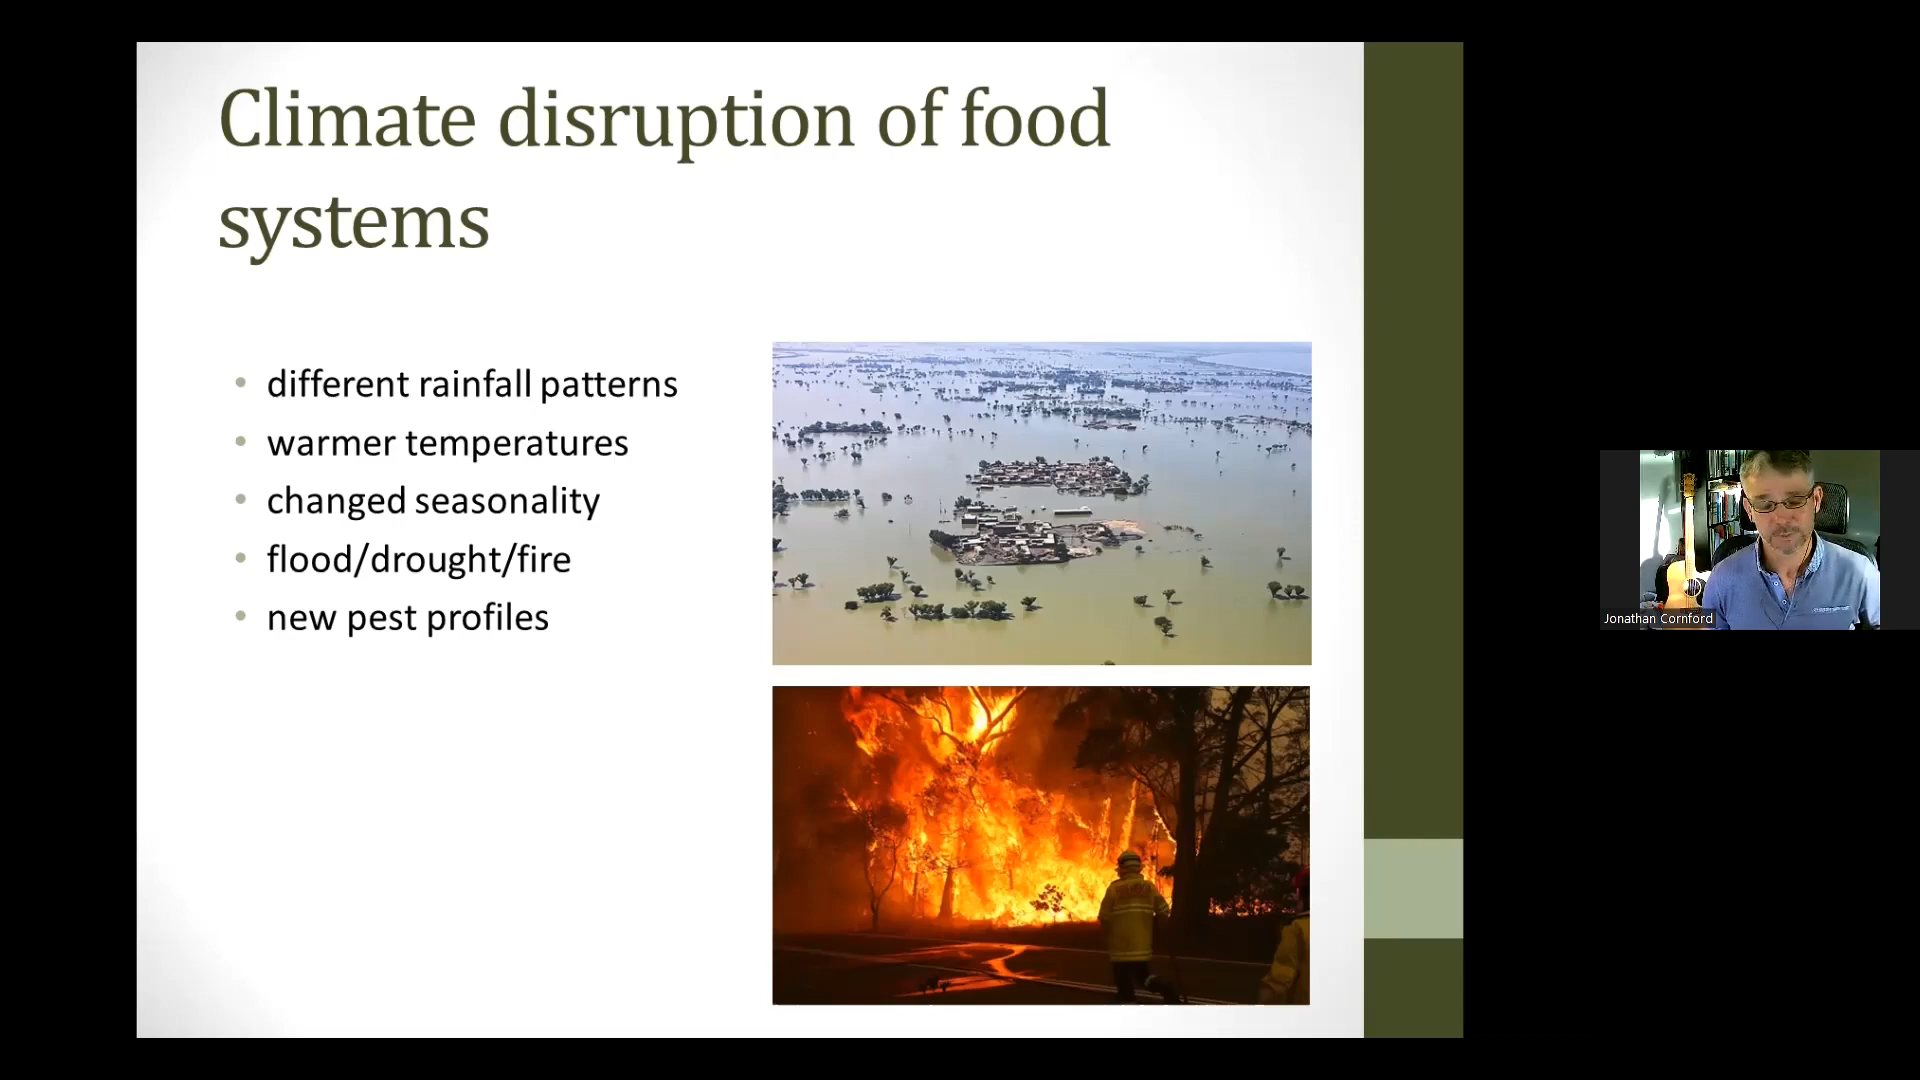 Climate disruption of food
systems
• different rainfall patterns
• warmer temperatures
• changed seasonality
• flood/drought/fire
• new pest profiles
Jonathan Cornford